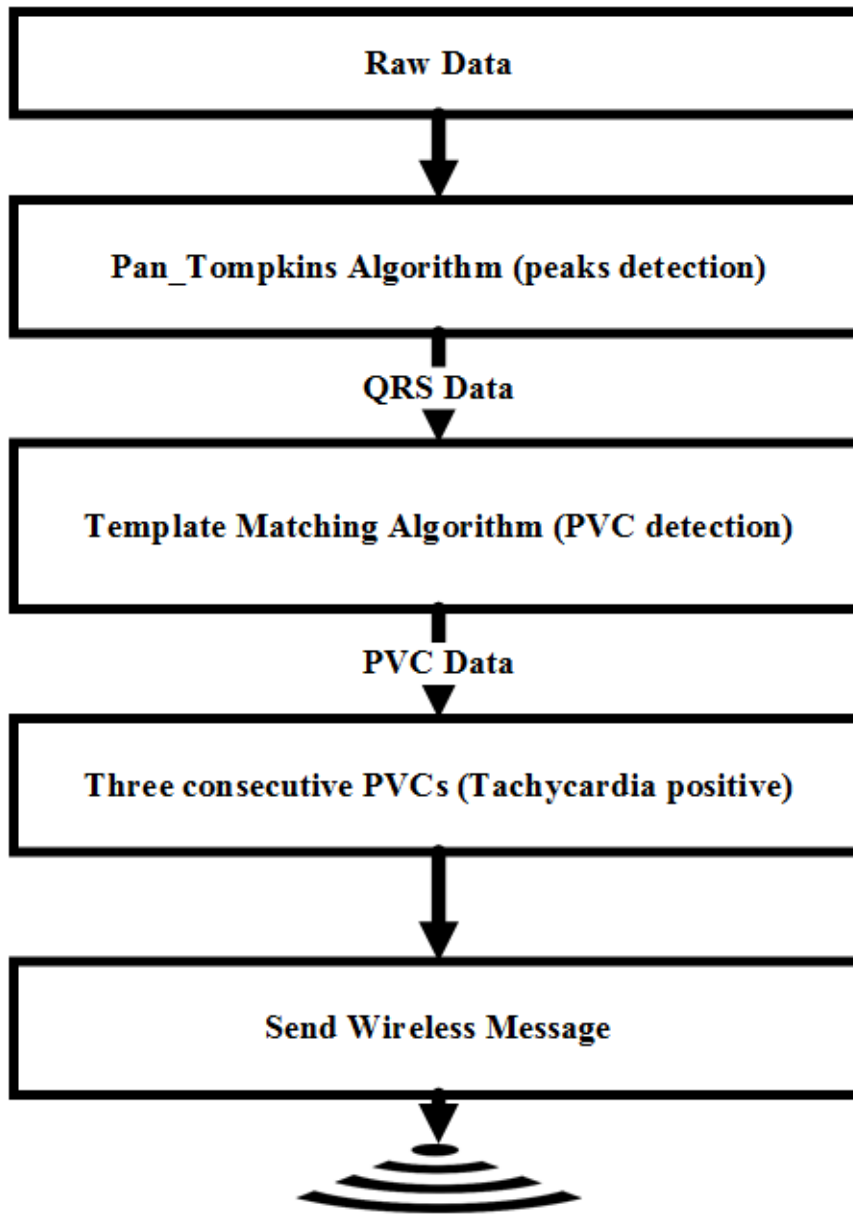 Raw Data
Pan_Tompkins Algorithm (peaks detection)
QRS Data
Template Matching Algorithm (PVC detection)
PVC Data
Three consecutive PVCs (Tachycardia positive)
Send Wireless Message